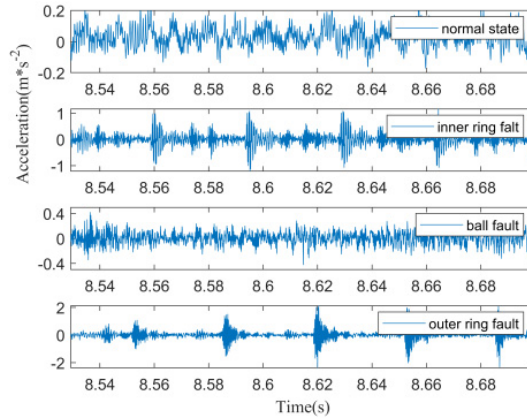 0.2
0
-0.2
normal state
8.54 8.56 8.58 8.6 8.62 8.64 8.66 8.68
1
0
-1
inner ring falt
8.54 8.56 8.58 8.6 8.62 8.64 8.66 8.68
0.4
0
-0.4
ball fault
8.54 8.56 8.58 8.6 8.62 8.64 8.66 8.68
2
0
-2
outer ring fault
8.54 8.56 8.58 8.6 8.62 8.64 8.66 8.68
Time(s)
Acceleration(m*s-2)